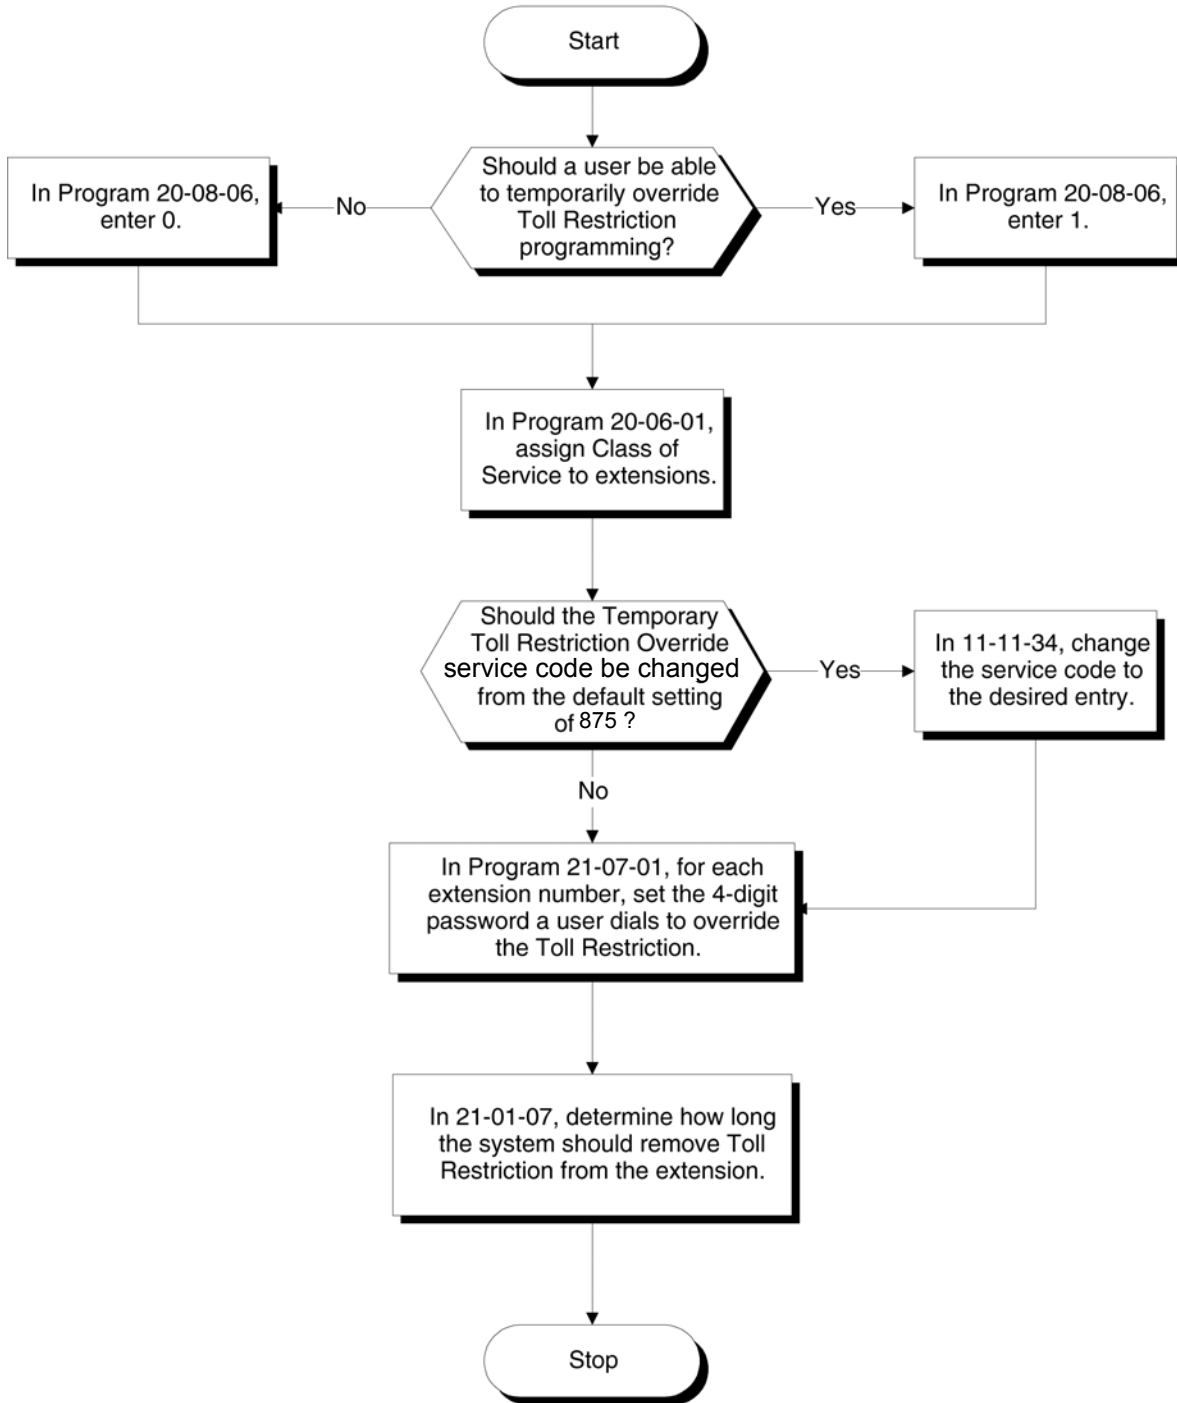 Start
Should a user be able
to temporarily override
Toll Restriction
programming?
No
Yes
In Program 20-08-06,
enter 0.
In Program 20-08-06,
enter 1.
In Program 20-06-01,
assign Class of
Service to extensions.
Should the Temporary
Toll Restriction Override
service code be changed
from the default setting
of 875 ?
Yes
In 11-11-34, change
the service code to
the desired entry.
No
In Program 21-07-01, for each
extension number, set the 4-digit
password a user dials to override
the Toll Restriction.
In 21-01-07, determine how long
the system should remove Toll
Restriction from the extension.
Stop